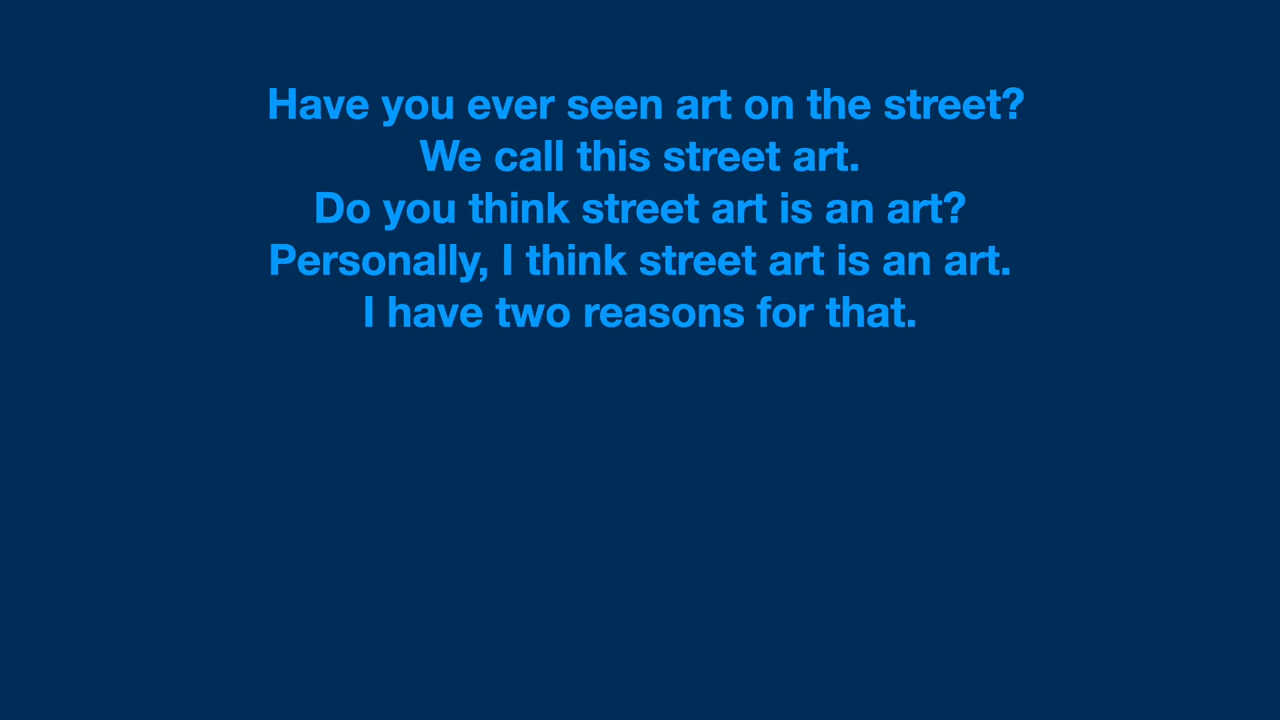 Have you ever seen art on the street?
We call this street art.
Do you think street art is an art?
Personally, I think street art is an art.
I have two reasons for that.